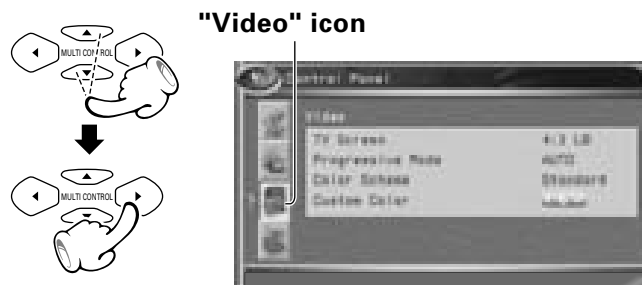 "Video" icon
MULTI CONTROL
MULTI CONTROL
Control Panel
Video
TV Screen 4:3 LB
Progressive Mode AUTO
Color Scheme Standard
Custom Color